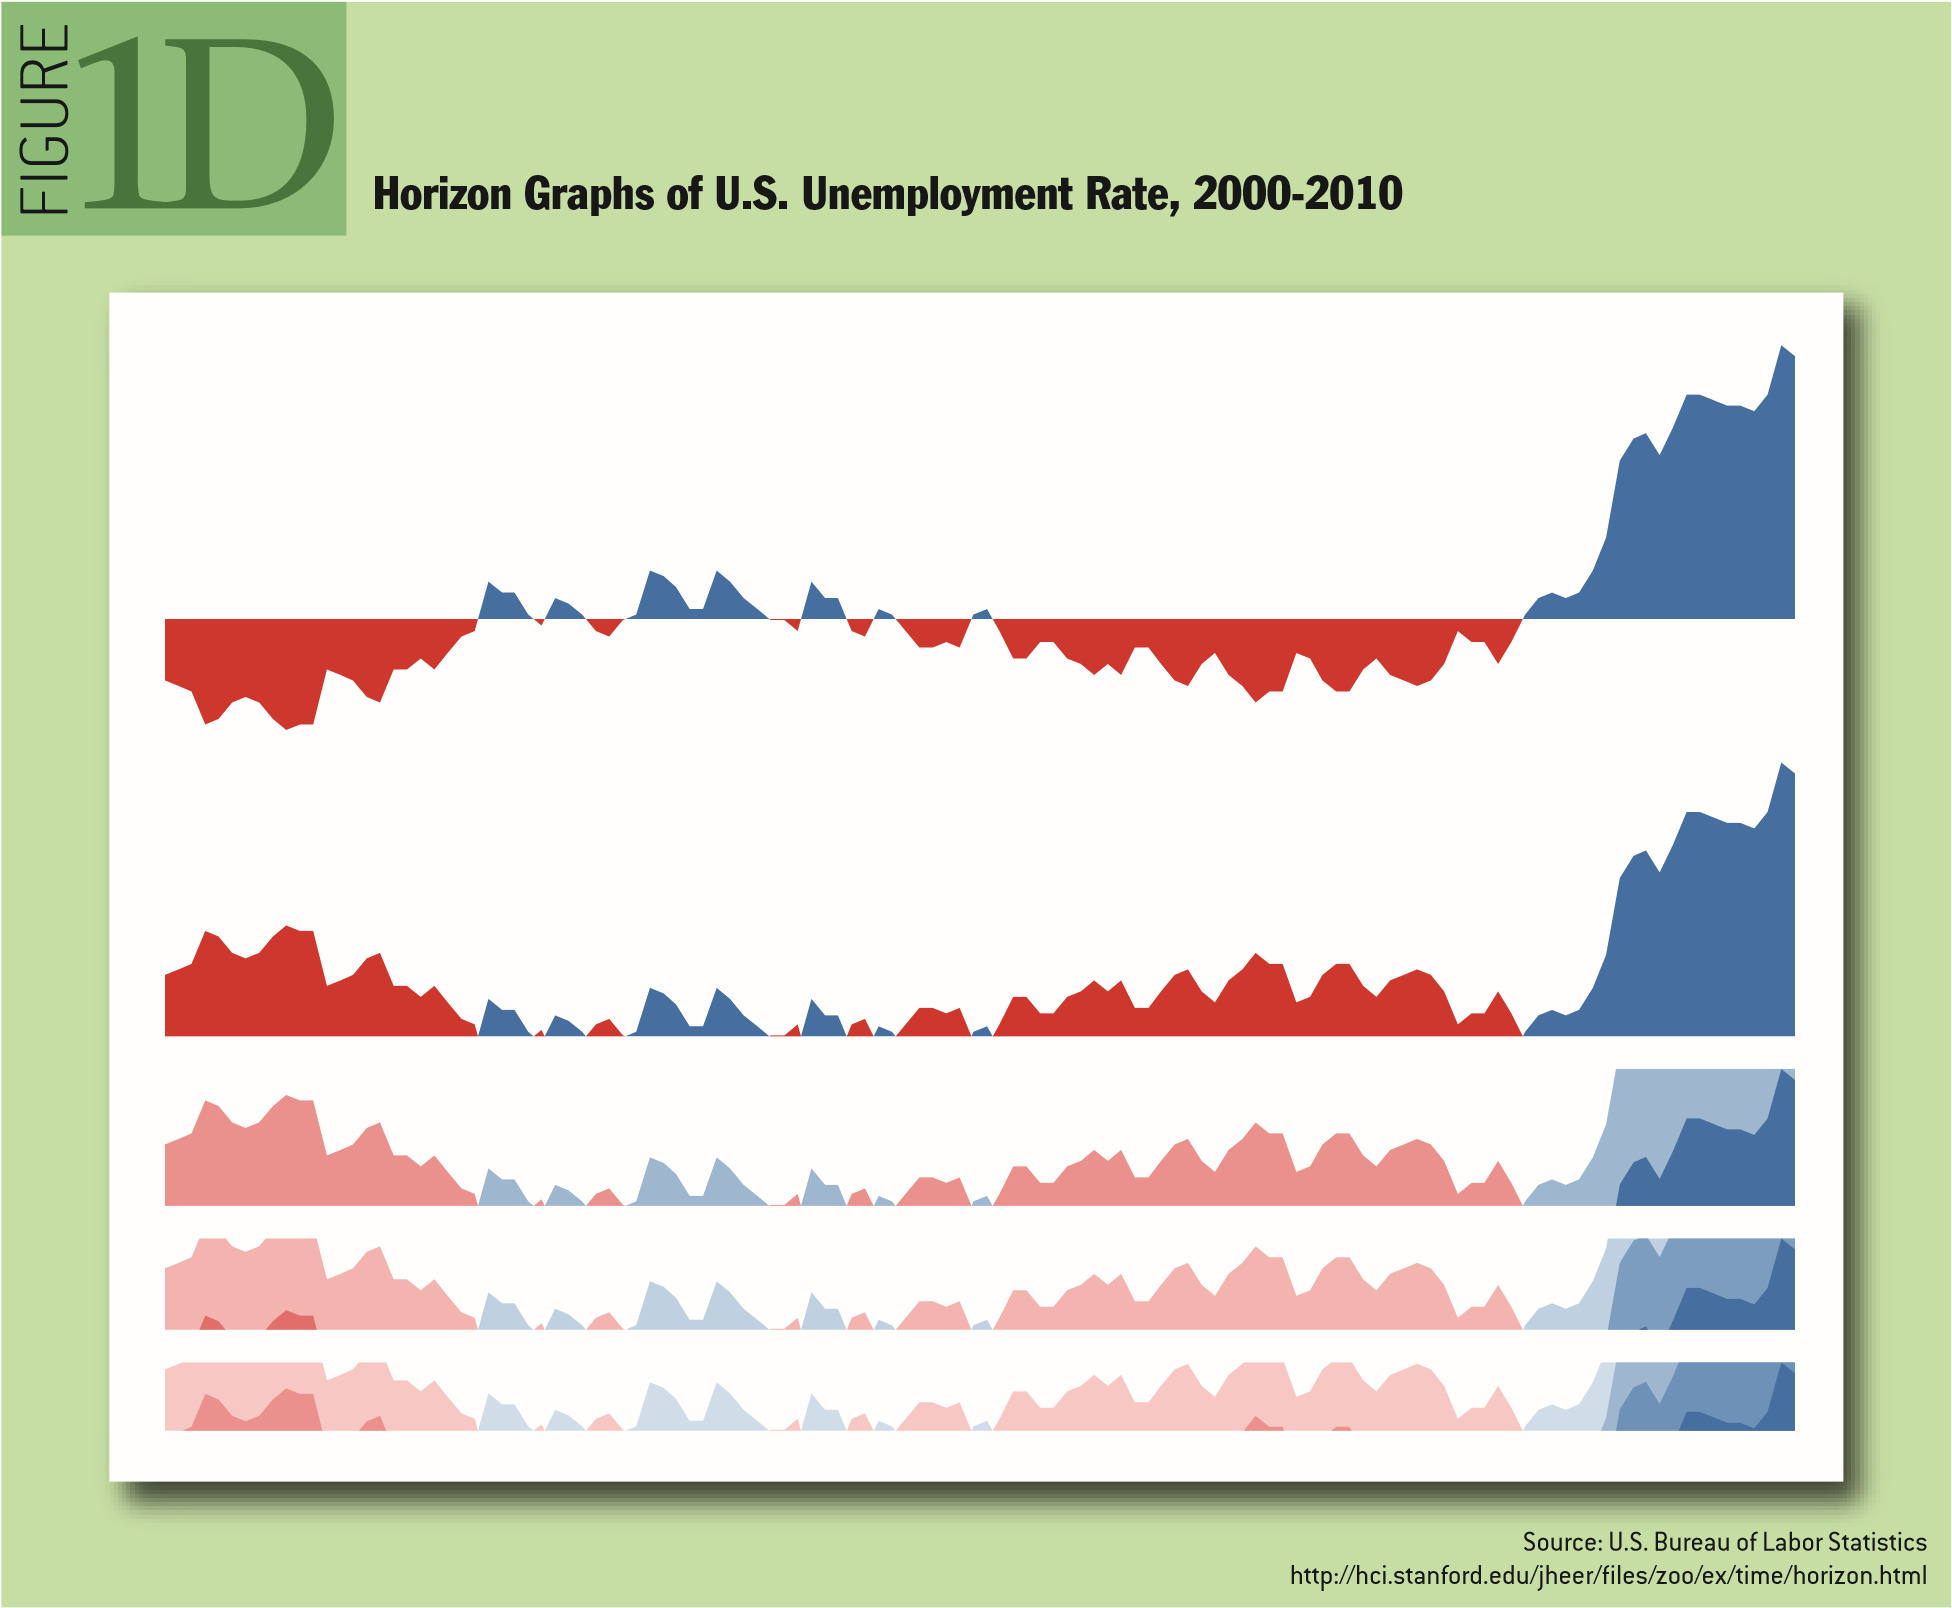 FIGURE 1D
Horizon Graphs of U.S. Unemployment Rate, 2000-2010
Source: U.S. Bureau of Labor Statistics
http://hci.stanford.edu/jheer/files/zoo/ex/time/horizon.html